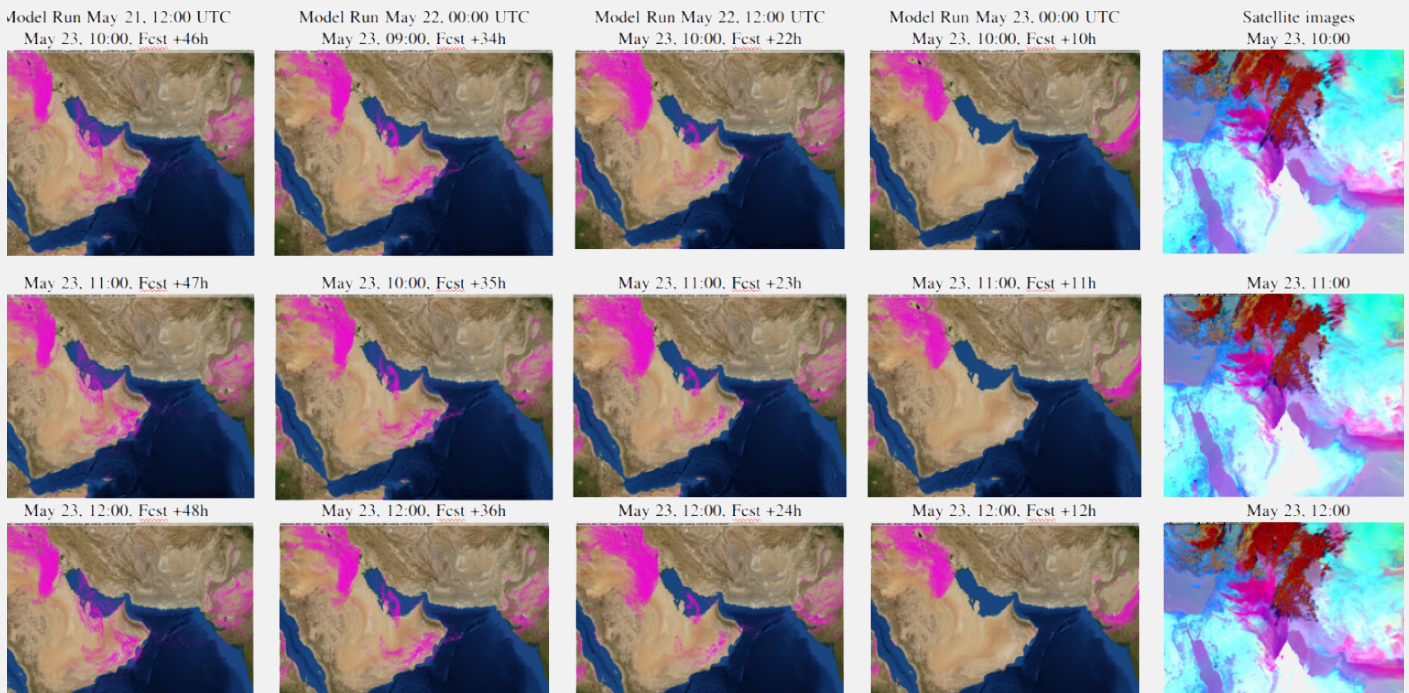 Model Run May 21, 12:00 UTC
May 23, 10:00, Fcst +46h
Model Run May 22, 00:00 UTC
May 23, 09:00, Fcst +34h
Model Run May 22, 12:00 UTC
May 23, 10:00, Fcst +22h
Model Run May 23, 00:00 UTC
May 23, 10:00, Fcst +10h
Satellite images
May 23, 10:00
May 23, 11:00, Fcst +47h
May 23, 10:00, Fcst +35h
May 23, 11:00, Fcst +23h
May 23, 11:00, Fcst +11h
May 23, 11:00
May 23, 12:00, Fcst +48h
May 23, 12:00, Fcst +36h
May 23, 12:00, Fcst +24h
May 23, 12:00, Fcst +12h
May 23, 12:00